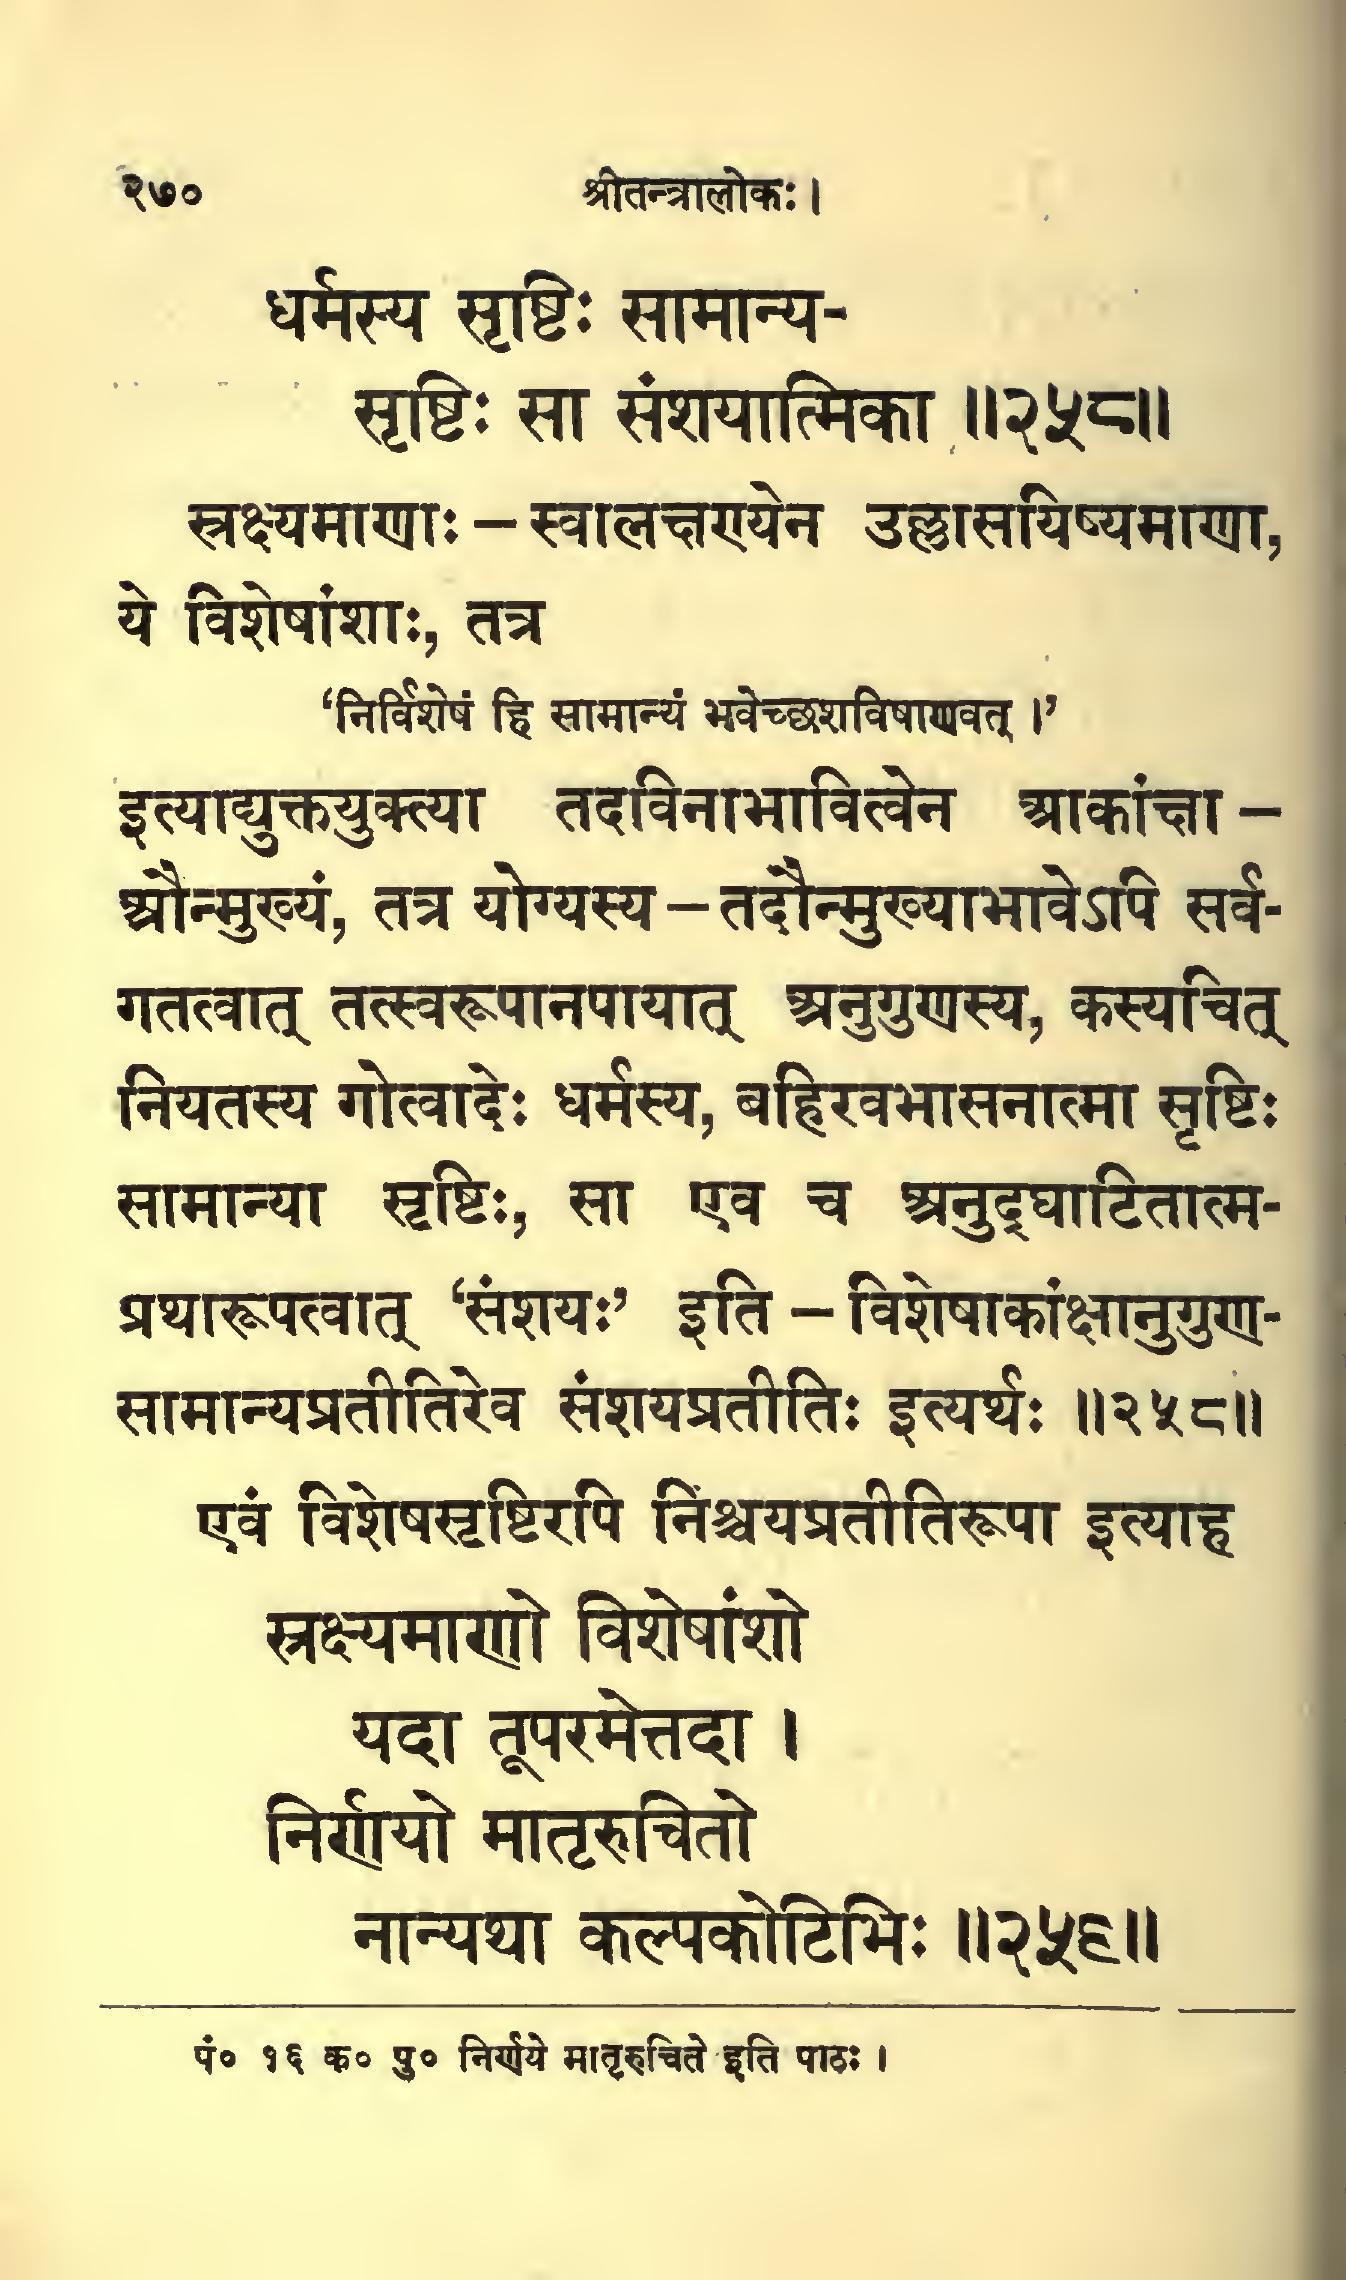 २७० श्रीतन्त्रालोकः ।
धर्मस्य सृष्टिः सामान्य-
सृष्टिः सा संशयात्मिका ॥२५८॥
स्रक्ष्यमाणाः – स्वालक्षण्येन उल्लासयिष्यमाणा,
ये विशेषांशाः, तत्र
‘निर्विशेषं हि सामान्यं भवेच्छशविषाणवत् ।’
इत्याद्युक्तयुक्त्या तदविनाभावित्वेन आकांक्षा –
औन्मुख्यं, तत्र योग्यस्य – तदौन्मुख्याभावेऽपि सर्व-
गतत्वात् तत्स्वरूपानपायात् अनुगुणस्य, कस्यचित्
नियतस्य गोत्वादेः धर्मस्य, बहिरवभासनात्मा सृष्टिः
सामान्या सृष्टिः, सा एव च अनुद्घाटितात्म-
प्रथारूपत्वात् ‘संशयः’ इति – विशेषाकांक्षानुगुण-
सामान्यप्रतीतिरेव संशयप्रतीतिः इत्यर्थः ॥२५८॥
एवं विशेषसृष्टिरपि निश्चयप्रतीतिरूपा इत्याह
स्रक्ष्यमाणो विशेषांशो
यदा तूपरमेत्तदा ।
निर्णयो मातृरुचितो
नान्यथा कल्पकोटिभिः ॥२५९॥
पं० १६ क० पु० निर्णये मातृरुचिते इति पाठः ।